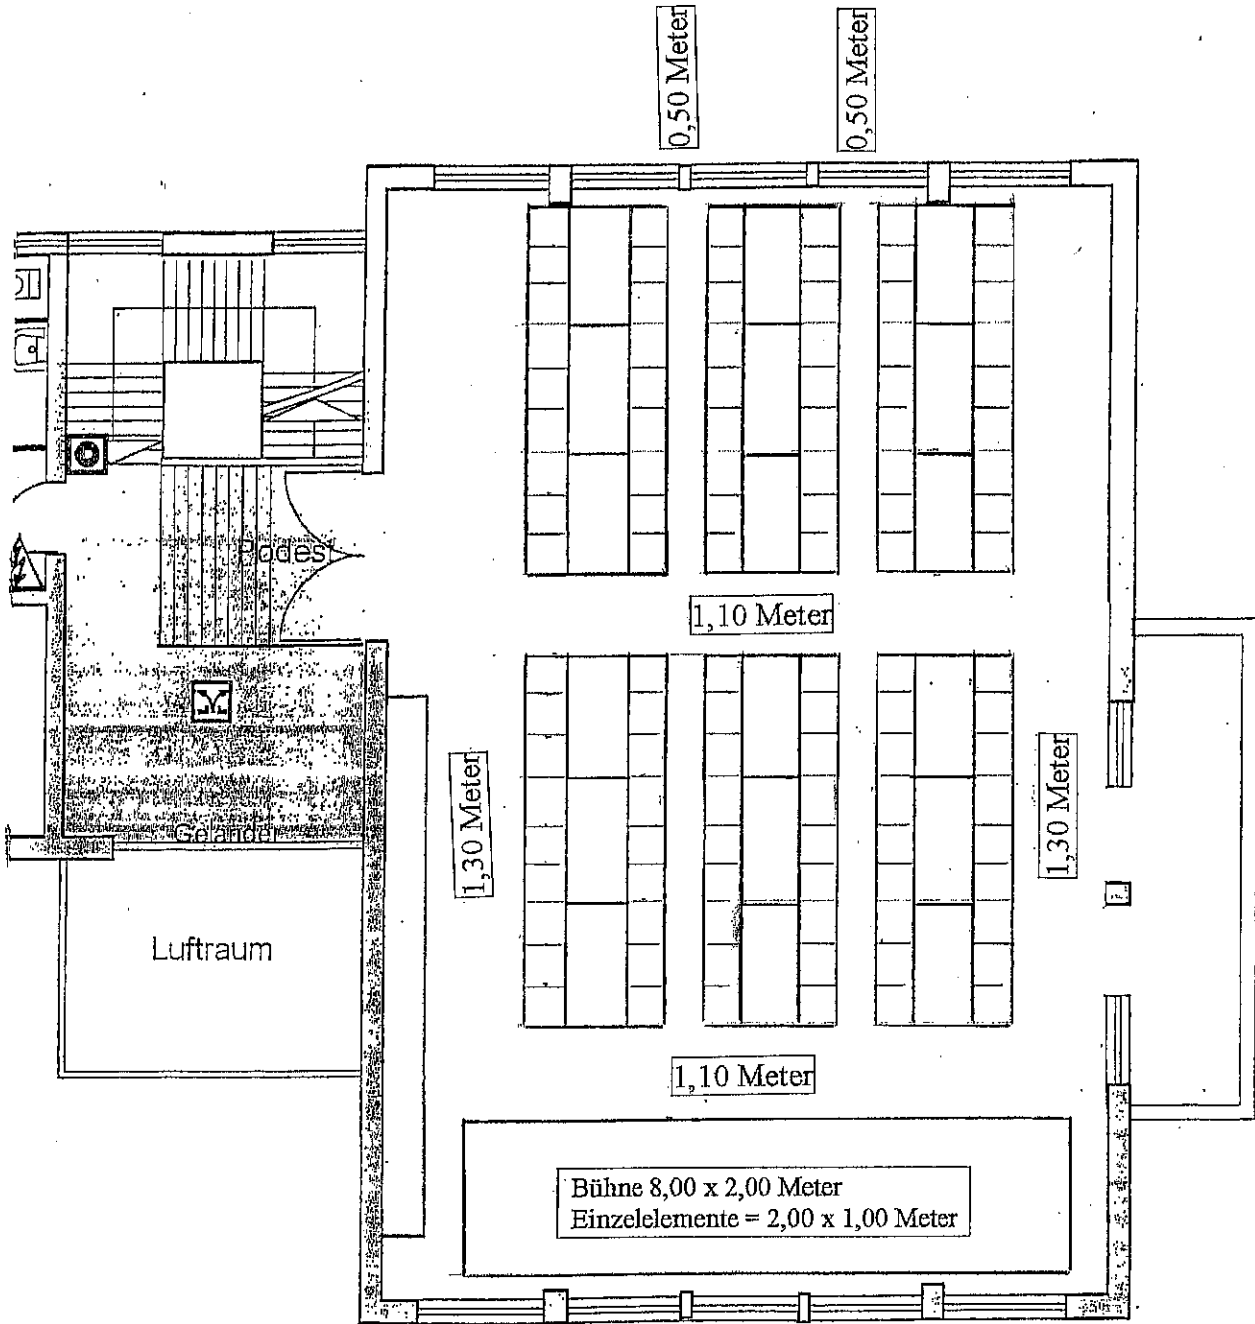 0,50 Meter
0,50 Meter
Podest
1,10 Meter
1,30 Meter
1,30 Meter
Geländer
Luftraum
1,10 Meter
Bühne 8,00 x 2,00 Meter
Einzelelemente = 2,00 x 1,00 Meter